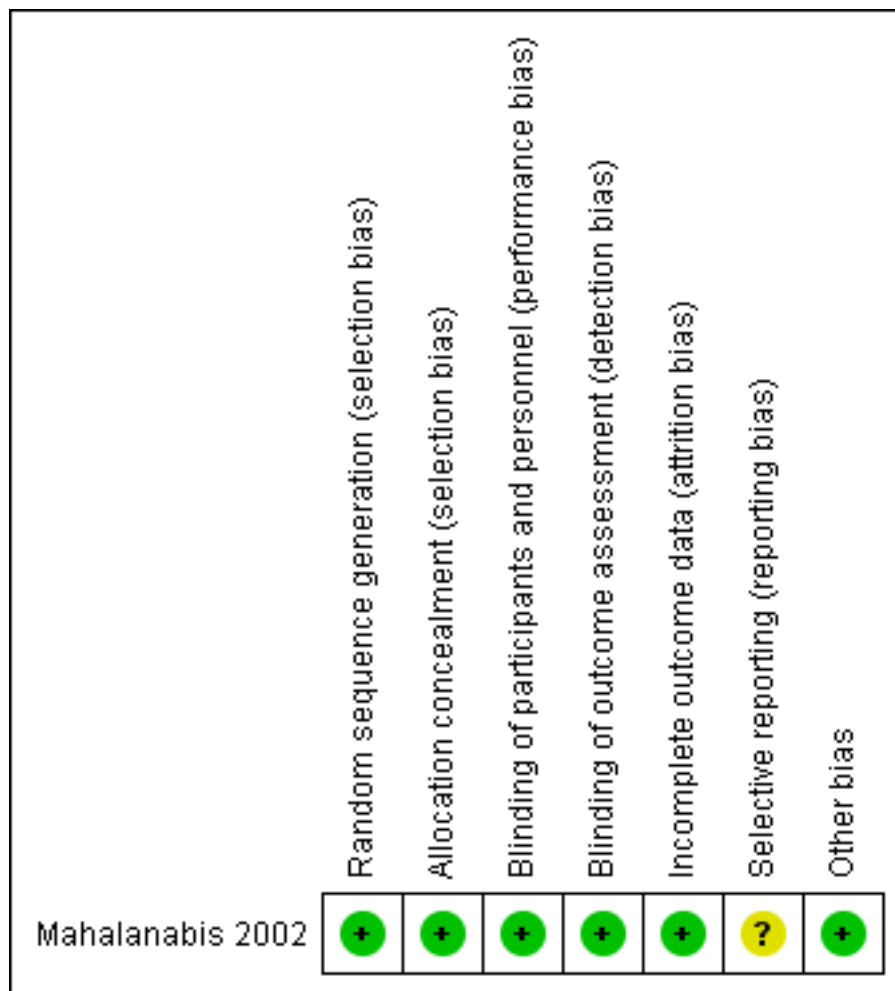 Random sequence generation (selection bias)
Allocation concealment (selection bias)
Blinding of participants and personnel (performance bias)
Blinding of outcome assessment (detection bias)
Incomplete outcome data (attrition bias)
Selective reporting (reporting bias)
Other bias
Mahalanabis 2002 + + + + + ? +